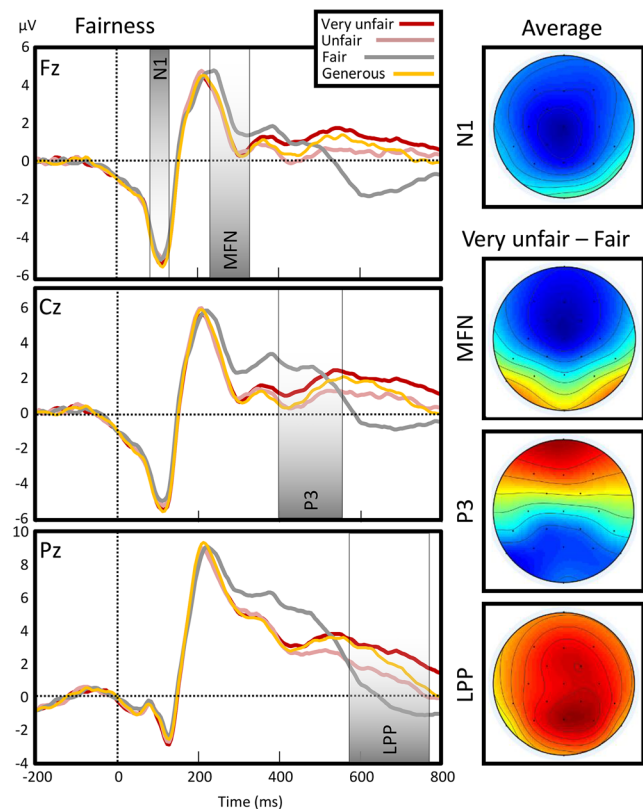 μV
Fairness
Very unfair
Unfair
Fair
Generous
Average
Fz
N1
MFN
6
4
2
0
-2
-4
-6
N1
Very unfair – Fair
Cz
P3
6
4
2
0
-2
-4
-6
MFN
P3
Pz
LPP
10
8
6
4
2
0
-2
-4
LPP
-200
0
200
400
600
800
Time (ms)